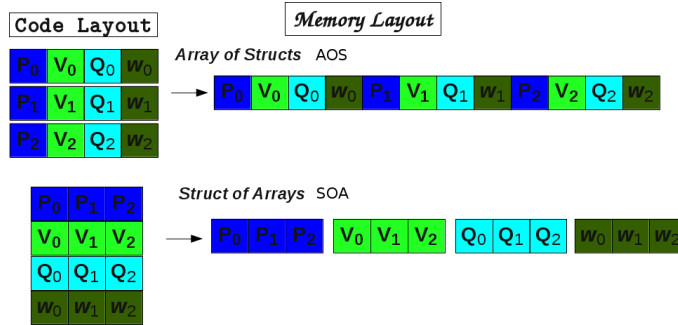 Code Layout
Memory Layout
Array of Structs AOS
P₀ V₀ Q₀ w₀
P₁ V₁ Q₁ w₁
P₂ V₂ Q₂ w₂
P₀ V₀ Q₀ w₀ P₁ V₁ Q₁ w₁ P₂ V₂ Q₂ w₂
Struct of Arrays SOA
P₀ P₁ P₂
V₀ V₁ V₂
Q₀ Q₁ Q₂
w₀ w₁ w₂
P₀ P₁ P₂ V₀ V₁ V₂ Q₀ Q₁ Q₂ w₀ w₁ w₂